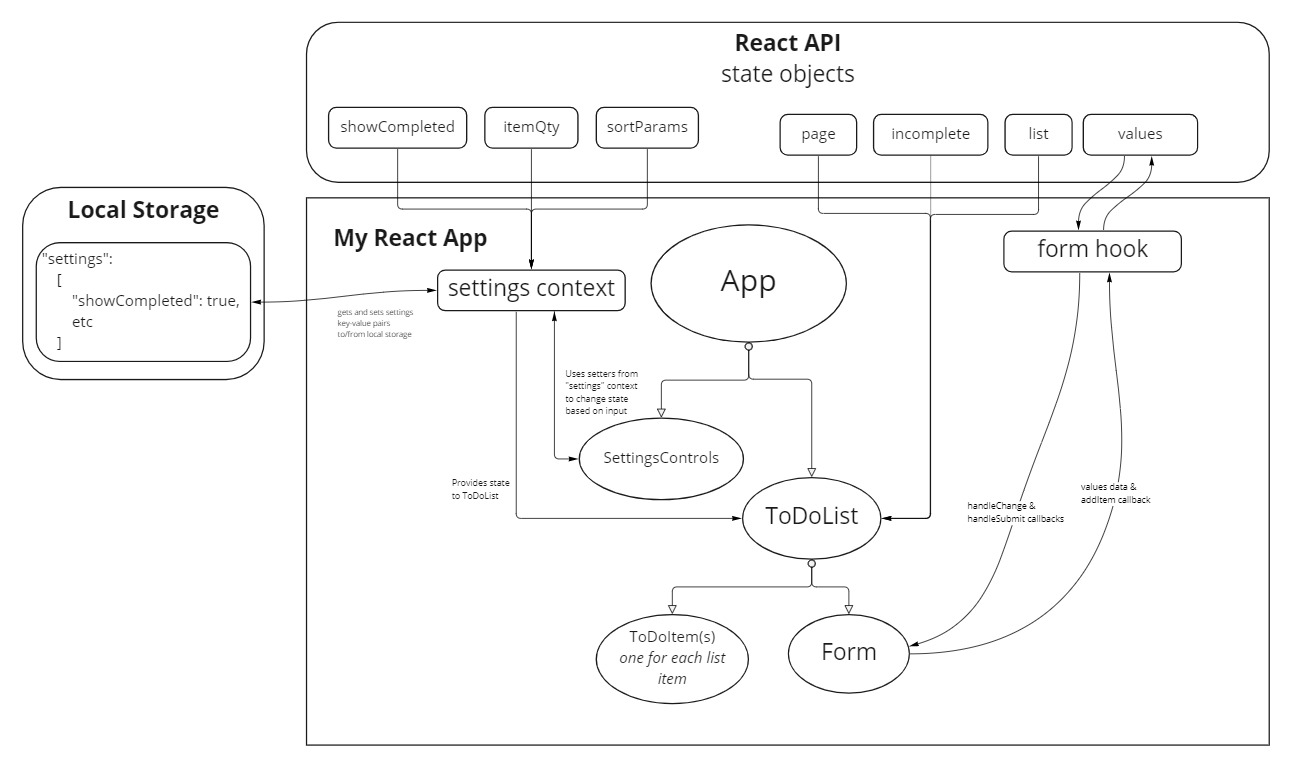 React API
state objects
showCompleted
itemQty
sortParams
page
incomplete
list
values
Local Storage
"settings":
[
"showCompleted": true,
etc
]
My React App
settings context
gets and sets settings
key-value pairs
to/from local storage
App
form hook
Uses setters from
"settings" context
to change state
based on input
SettingsControls
Provides state
to ToDoList
ToDoList
handleChange &
handleSubmit callbacks
values data &
addItem callback
ToDoItem(s)
one for each list
item
Form